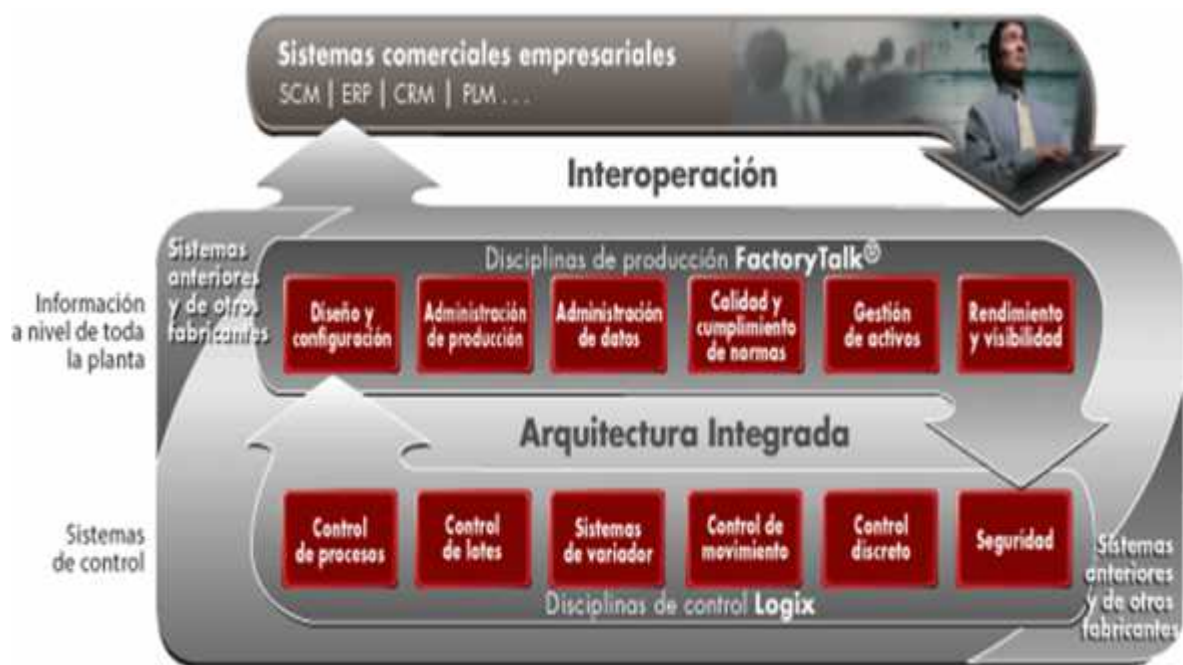 Sistemas comerciales empresariales
SCM | ERP | CRM | PLM . . .
Interoperación
Sistemas
anteriores
y de otros
fabricantes
Disciplinas de producción FactoryTalk®
Información
a nivel de toda
la planta
Diseño y
configuración
Administración
de producción
Administración
de datos
Calidad y
cumplimiento
de normas
Gestión
de activos
Rendimiento
y visibilidad
Arquitectura Integrada
Sistemas
de control
Control
de procesos
Control
de lotes
Sistemas
de variador
Control de
movimiento
Control
discreto
Seguridad
Disciplinas de control Logix
Sistemas
anteriores
y de otros
fabricantes